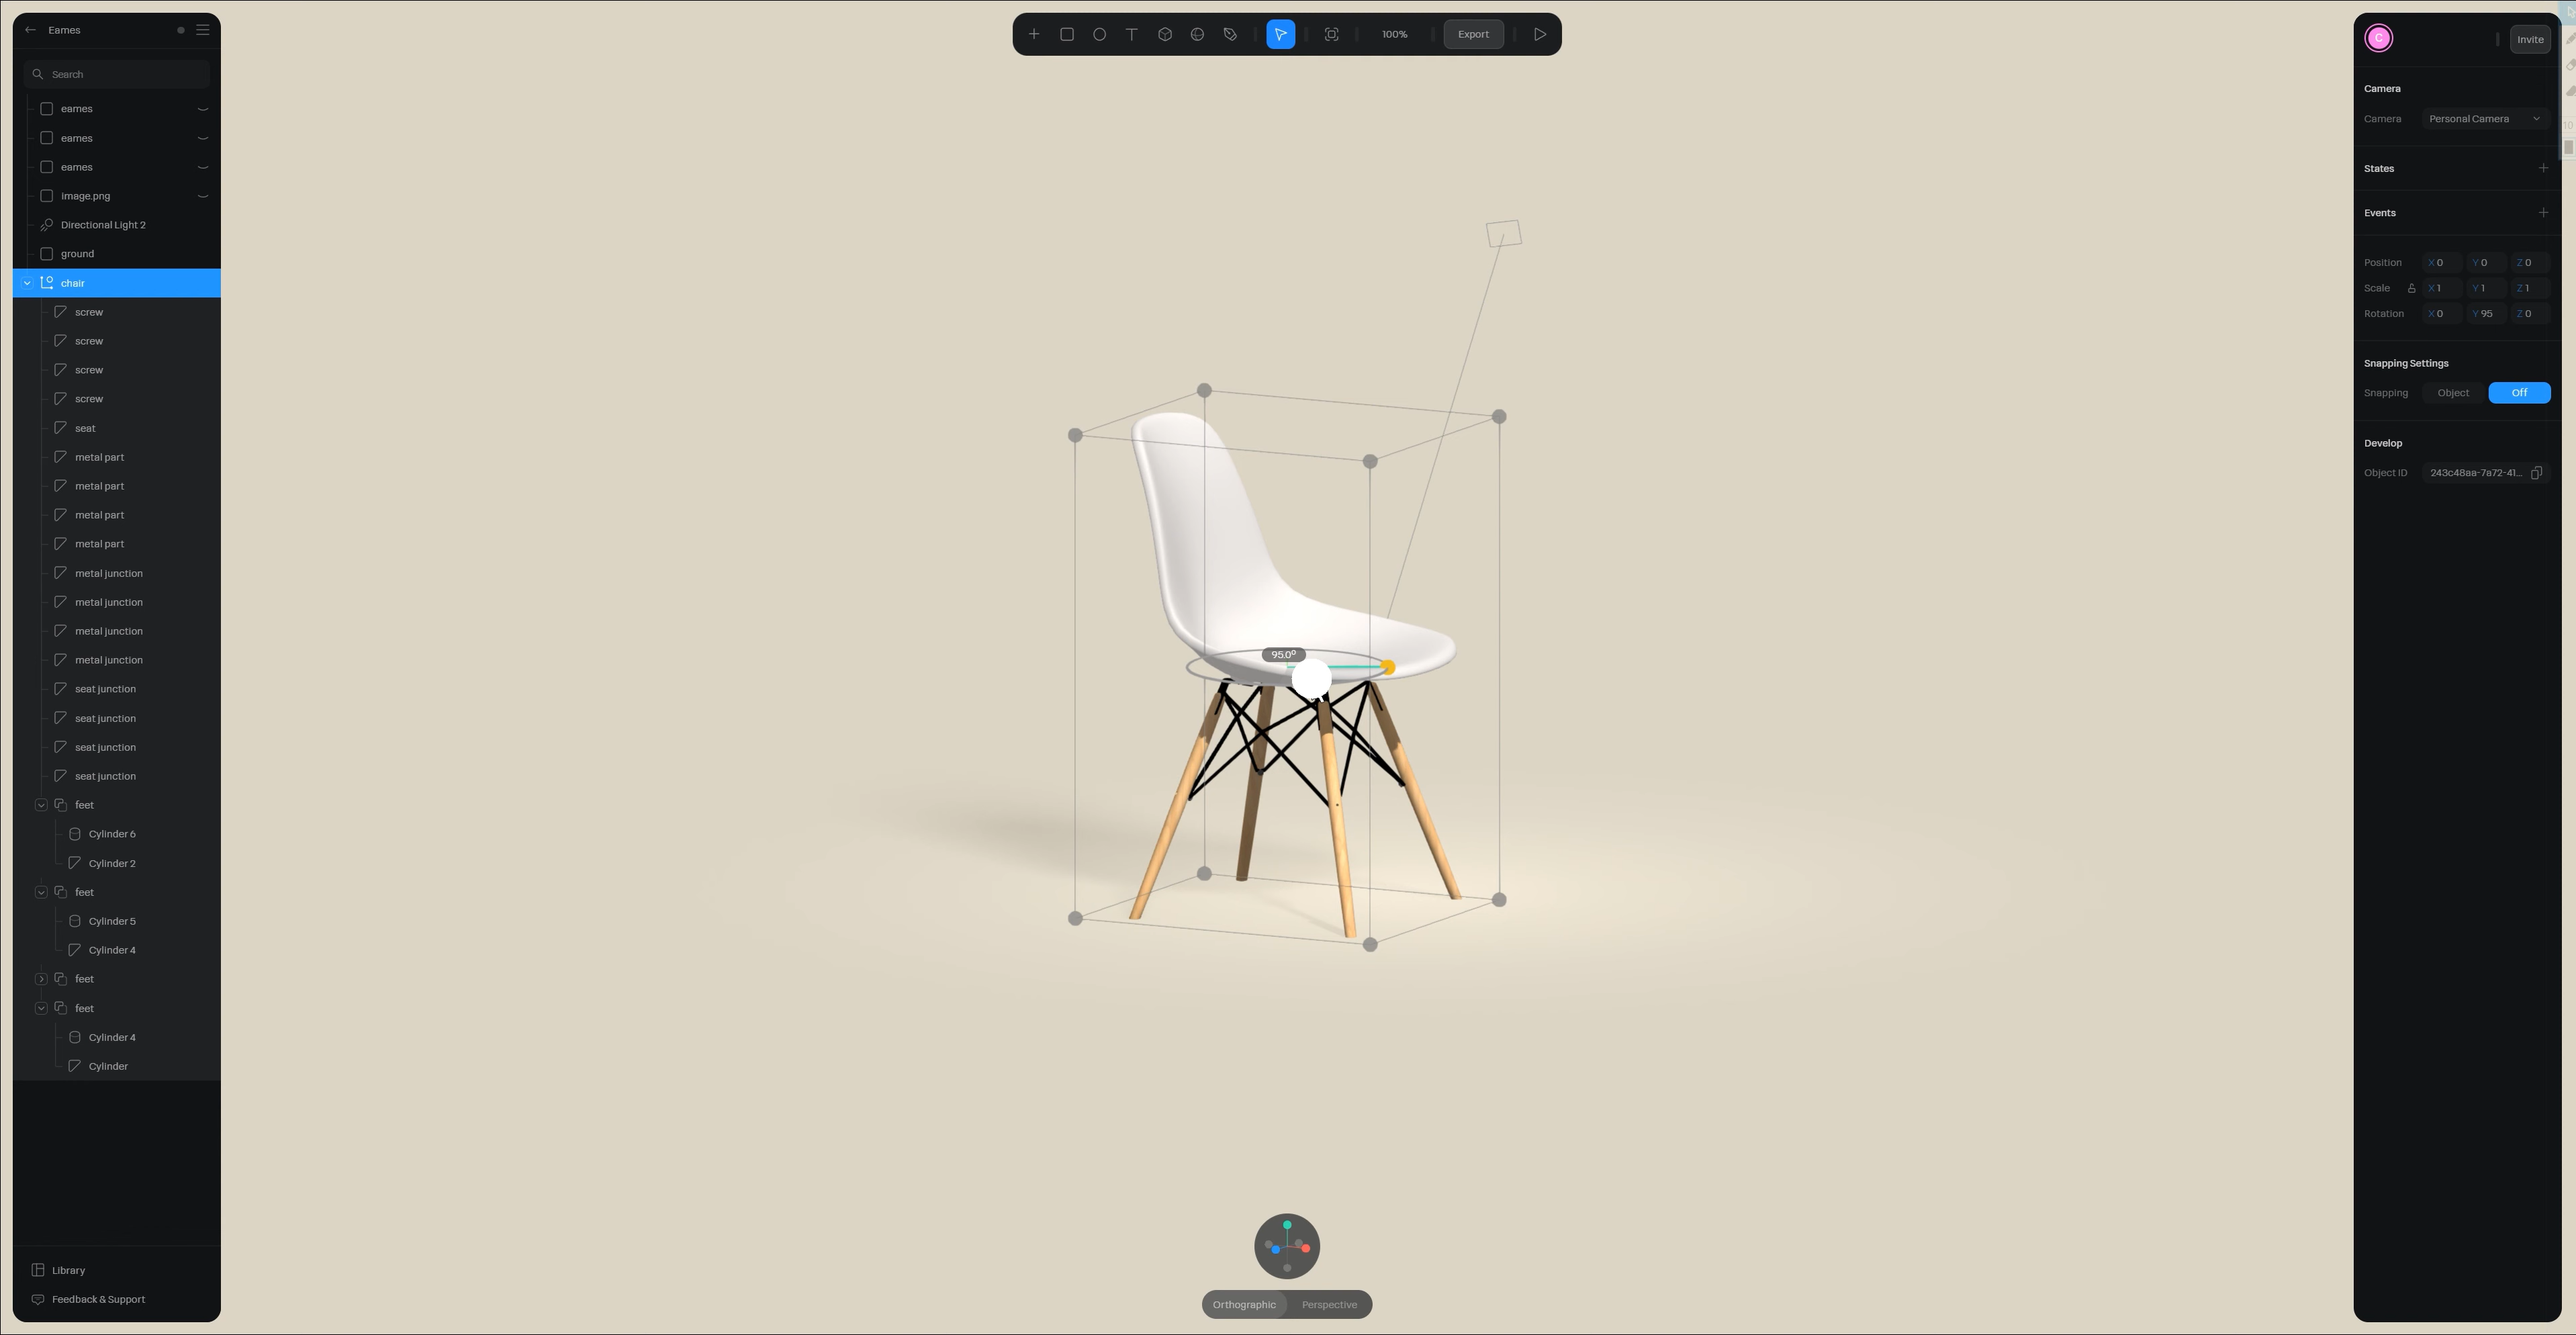 Eames
Search
eames
eames
eames
image.png
Directional Light 2
ground
chair
screw
screw
screw
screw
seat
metal part
metal part
metal part
metal part
metal junction
metal junction
metal junction
metal junction
seat junction
seat junction
seat junction
seat junction
feet
Cylinder 6
Cylinder 2
feet
Cylinder 5
Cylinder 4
feet
feet
Cylinder 4
Cylinder
Library
Feedback & Support
100%
Export
95.0º
Orthographic Perspective
C
Invite
Camera
Camera Personal Camera
States
Events
Position X 0 Y 0 Z 0
Scale X 1 Y 1 Z 1
Rotation X 0 Y 95 Z 0
Snapping Settings
Snapping Object Off
Develop
Object ID 243c48aa-7a72-41...
10